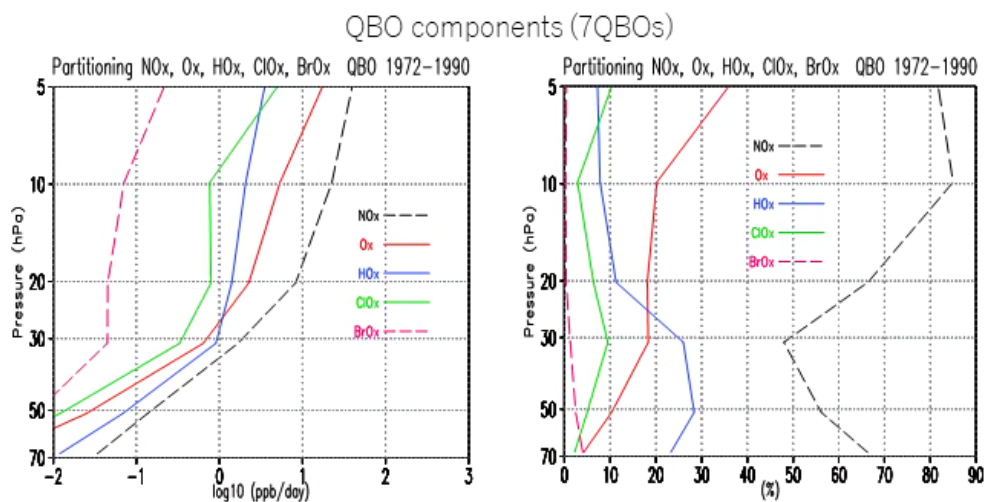 QBO components (7QBOs)
Partitioning NOx, Ox, HOx, ClOx, BrOx QBO 1972-1990
5
10
20
30
50
70
Pressure (hPa)
NOx
Ox
HOx
ClOx
BrOx
-2 -1 0 1 2 3
log10 (ppb/day)
Partitioning NOx, Ox, HOx, ClOx, BrOx QBO 1972-1990
5
10
20
30
50
70
Pressure (hPa)
NOx
Ox
HOx
ClOx
BrOx
0 10 20 30 40 50 60 70 80 90
(%)